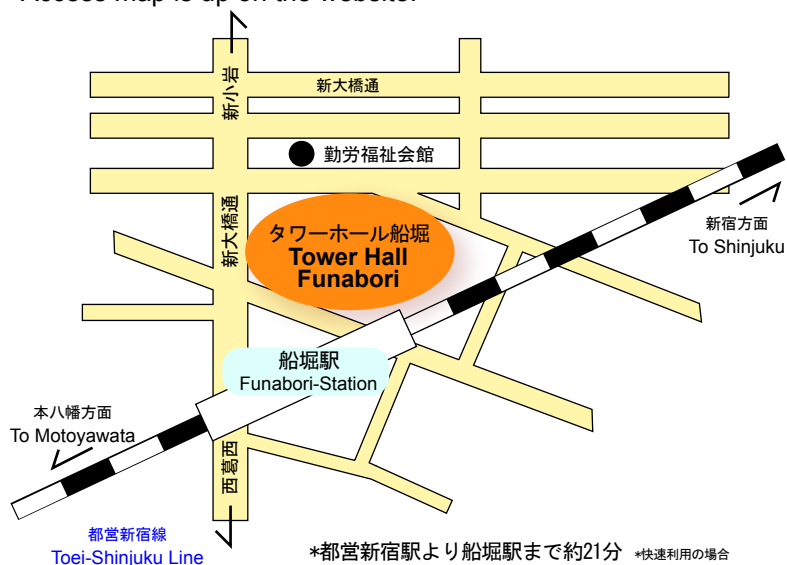 Access map is up on the website.
新小岩
新大橋通
勤労福祉会館
新大橋通
タワーホール船堀
Tower Hall
Funabori
新宿方面
To Shinjuku
船堀駅
Funabori-Station
本八幡方面
To Motoyawata
西葛西
都営新宿線
Toei-Shinjuku Line
*都営新宿駅より船堀駅まで約21分 *快速利用の場合